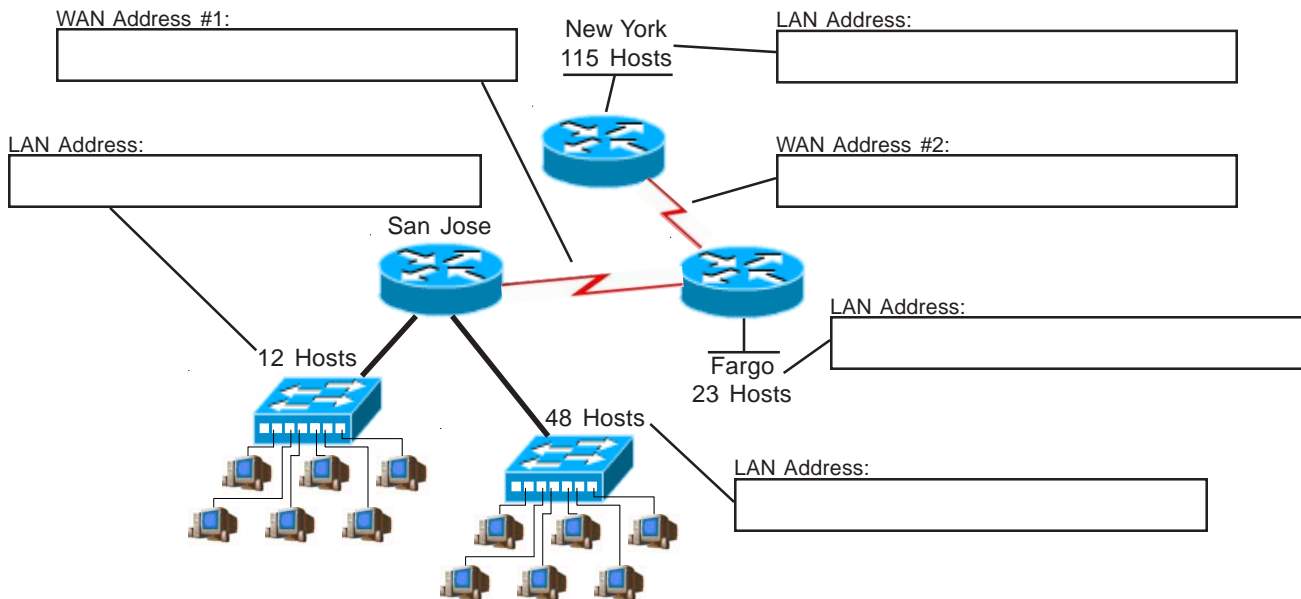 WAN Address #1:
New York
115 Hosts
LAN Address:
LAN Address:
WAN Address #2:
San Jose
LAN Address:
12 Hosts
Fargo
23 Hosts
48 Hosts
LAN Address: